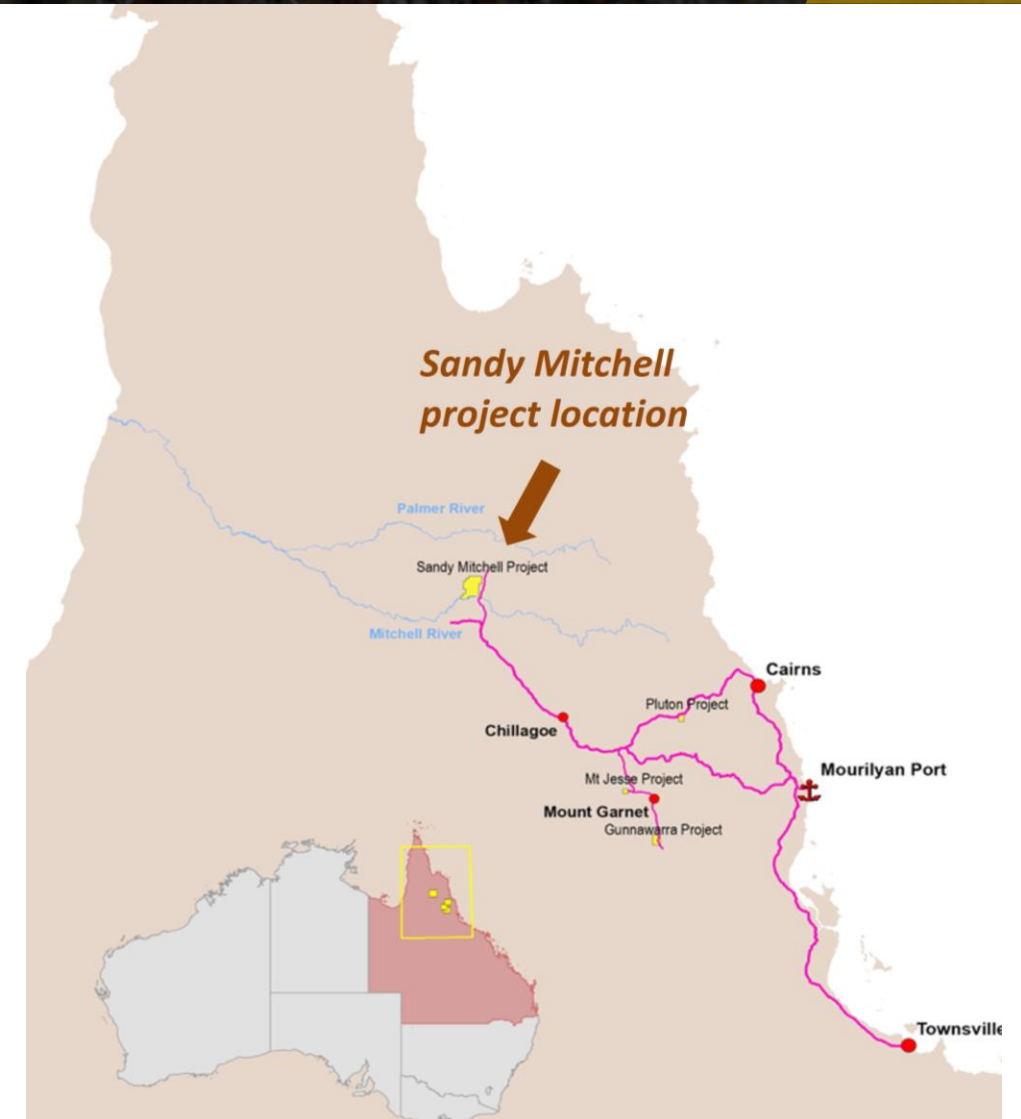 Sandy Mitchell
project location
Palmer River
Sandy Mitchell Project
Mitchell River
Cairns
Pluton Project
Chillagoe
Mourilyan Port
Mt Jesse Project
Mount Garnet
Gunnawarra Project
Townsville